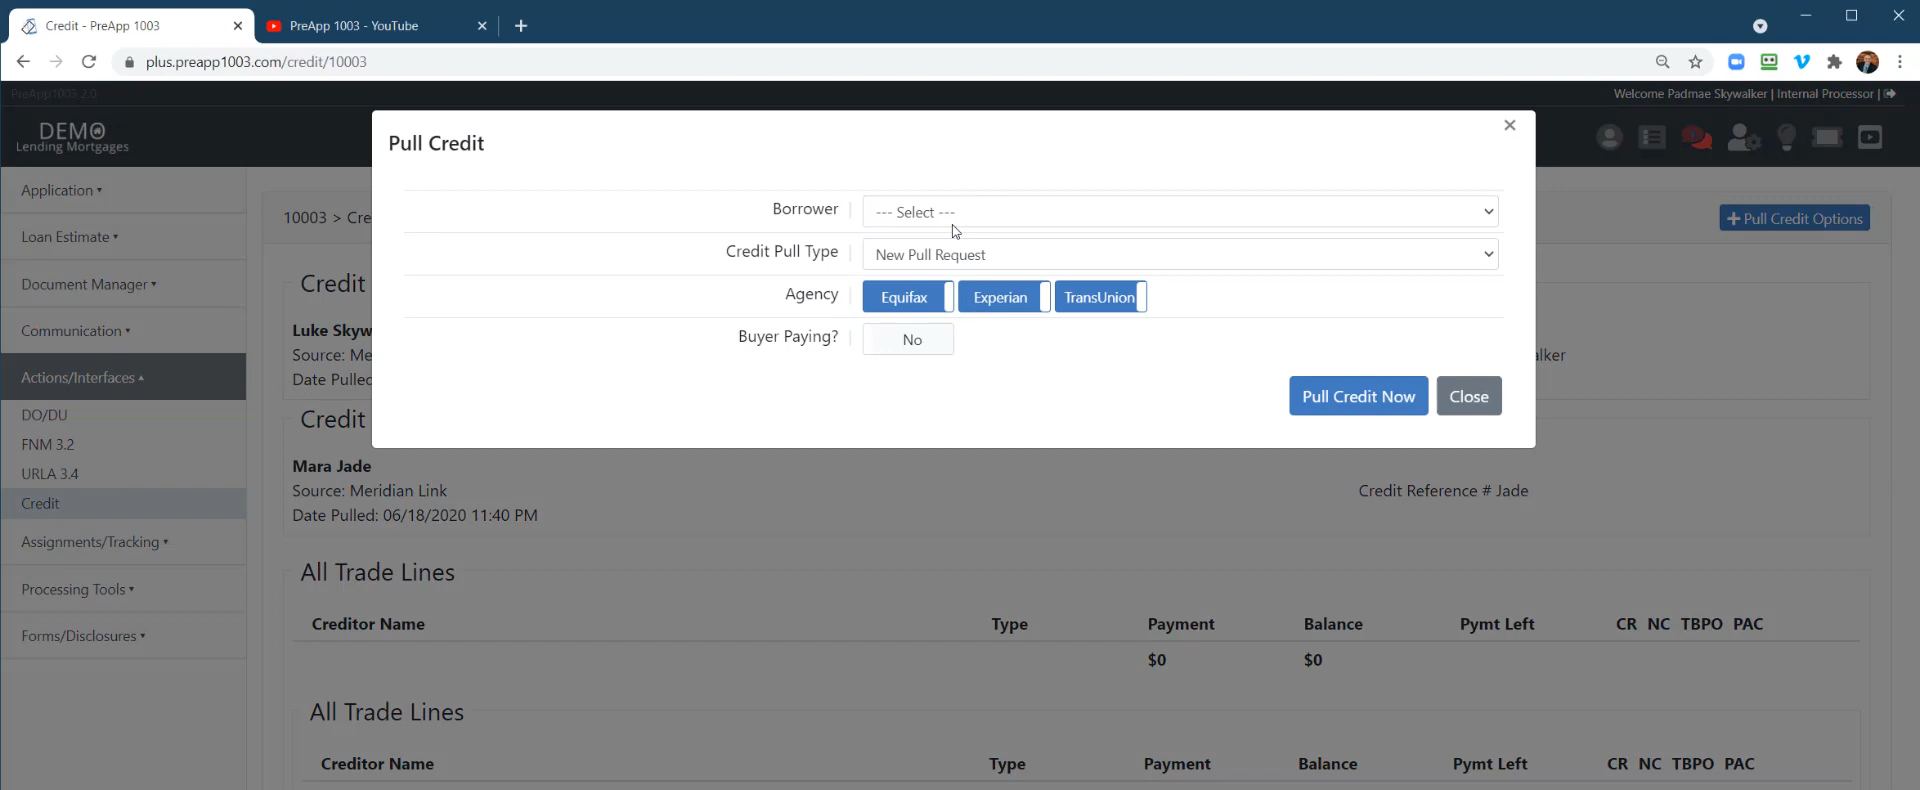 Credit - PreApp 1003
PreApp 1003 - YouTube
plus.preapp1003.com/credit/10003
PreApp1003 2.0
Welcome Padmae Skywalker | Internal Processor |
DEMO
Lending Mortgages
Pull Credit
Borrower
--- Select ---
Credit Pull Type
New Pull Request
Agency
Equifax
Experian
TransUnion
Buyer Paying?
No
Pull Credit Now
Close
Application
Loan Estimate
Document Manager
Communication
Actions/Interfaces
DO/DU
FNM 3.2
URLA 3.4
Credit
Assignments/Tracking
Processing Tools
Forms/Disclosures
10003 > Cre
Pull Credit Options
Credit
Luke Skyw
Source: Me
alker
Date Pulled
Credit
Mara Jade
Source: Meridian Link
Credit Reference # Jade
Date Pulled: 06/18/2020 11:40 PM
All Trade Lines
Creditor Name Type Payment Balance Pymt Left CR NC TBPO PAC
$0 $0
All Trade Lines
Creditor Name Type Payment Balance Pymt Left CR NC TBPO PAC